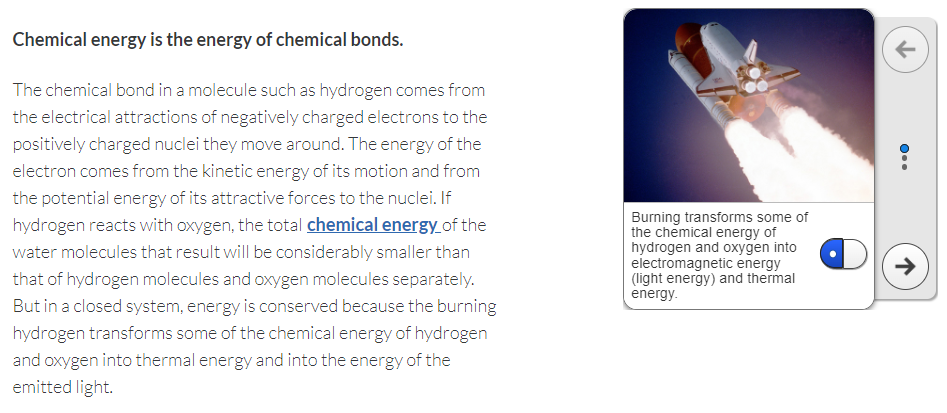 Chemical energy is the energy of chemical bonds.
The chemical bond in a molecule such as hydrogen comes from
the electrical attractions of negatively charged electrons to the
positively charged nuclei they move around. The energy of the
electron comes from the kinetic energy of its motion and from
the potential energy of its attractive forces to the nuclei. If
hydrogen reacts with oxygen, the total chemical energy of the
water molecules that result will be considerably smaller than
that of hydrogen molecules and oxygen molecules separately.
But in a closed system, energy is conserved because the burning
hydrogen transforms some of the chemical energy of hydrogen
and oxygen into thermal energy and into the energy of the
emitted light.
Burning transforms some of
the chemical energy of
hydrogen and oxygen into
electromagnetic energy
(light energy) and thermal
energy.